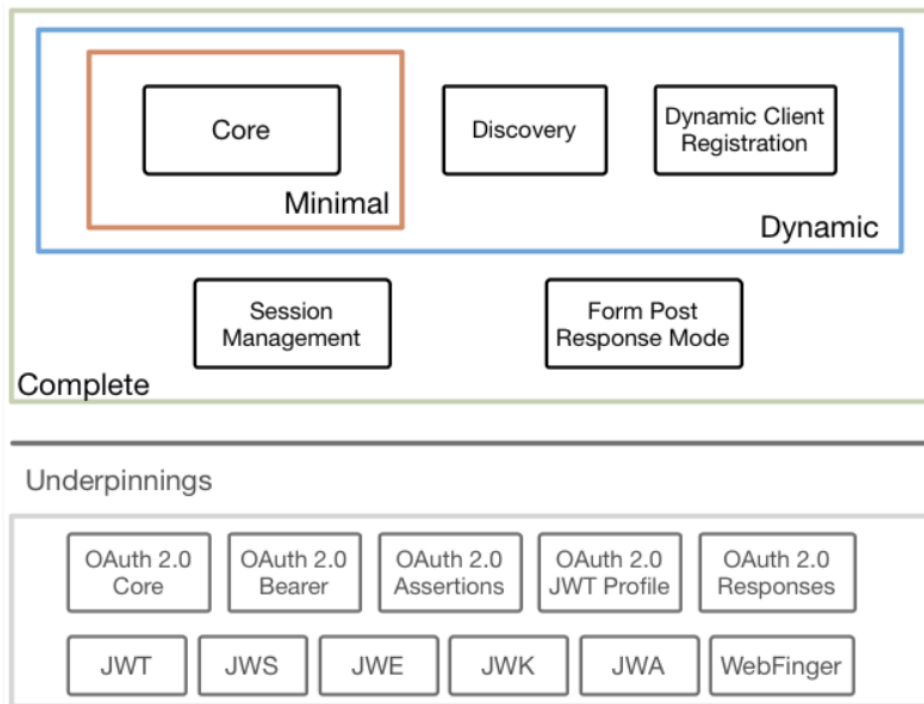 Core
Discovery
Dynamic Client
Registration
Minimal
Dynamic
Session
Management
Form Post
Response Mode
Complete
Underpinnings
OAuth 2.0
Core
OAuth 2.0
Bearer
OAuth 2.0
Assertions
OAuth 2.0
JWT Profile
OAuth 2.0
Responses
JWT
JWS
JWE
JWK
JWA
WebFinger